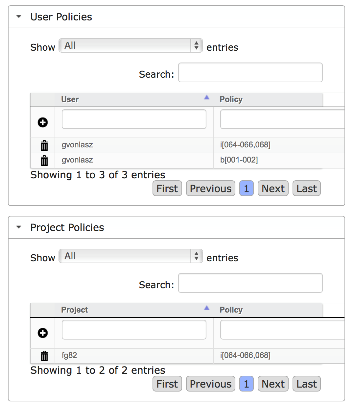 User Policies
Show All entries
Search:
User Policy
gvonlasz i[064-066,068]
gvonlasz b[001-002]
Showing 1 to 3 of 3 entries
First Previous 1 Next Last
Project Policies
Show All entries
Search:
Project Policy
fg82 i[064-066,068]
Showing 1 to 2 of 2 entries
First Previous 1 Next Last